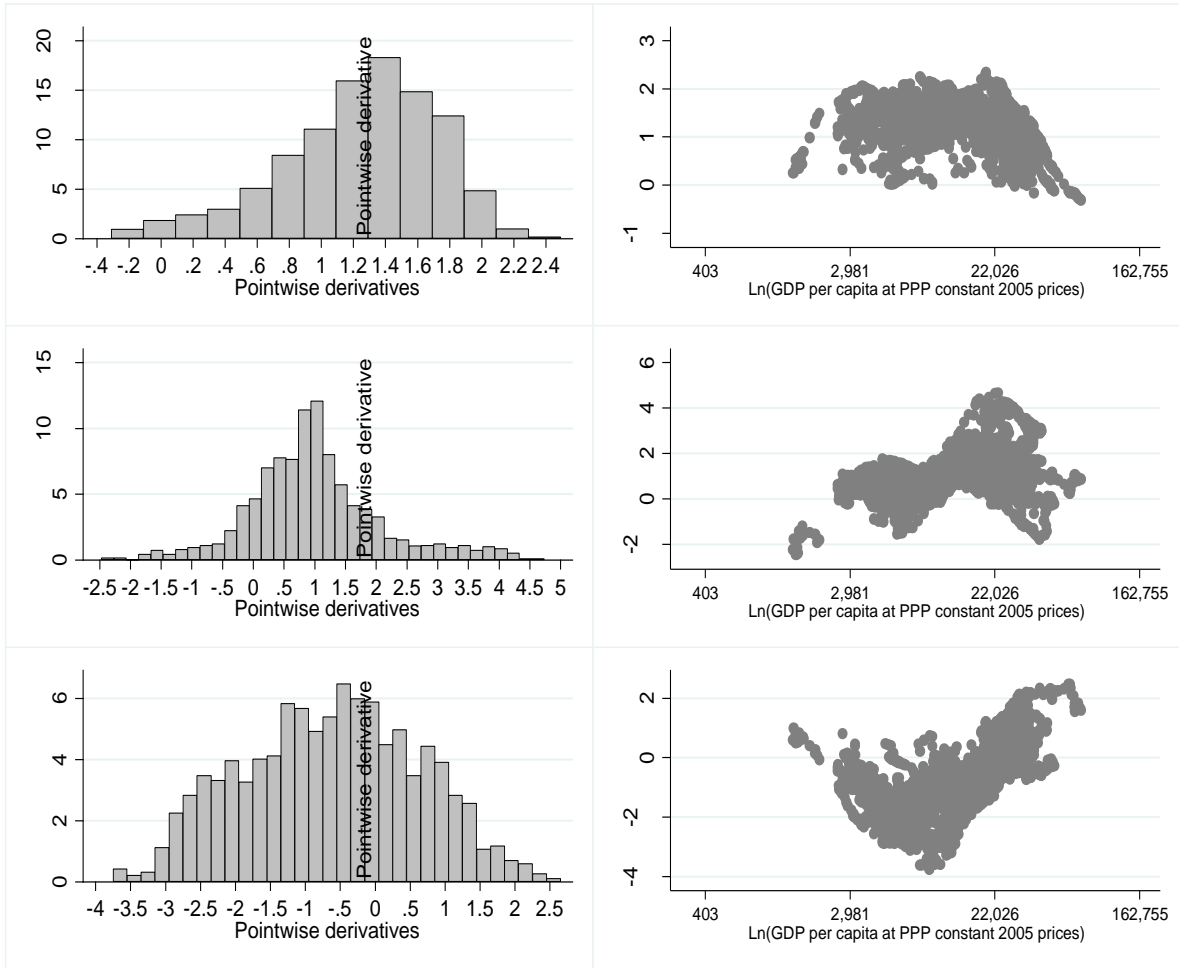 20
15
10
5
0
-.4 -.2 0 .2 .4 .6 .8 1 1.2 1.4 1.6 1.8 2 2.2 2.4
Pointwise derivatives
Pointwise derivative
3
2
1
0
-1
403 2,981 22,026 162,755
Ln(GDP per capita at PPP constant 2005 prices)
15
10
5
0
-2.5 -2 -1.5 -1 -.5 0 .5 1 1.5 2 2.5 3 3.5 4 4.5 5
Pointwise derivatives
Pointwise derivative
6
4
2
0
-2
403 2,981 22,026 162,755
Ln(GDP per capita at PPP constant 2005 prices)
6
4
2
0
-4 -3.5 -3 -2.5 -2 -1.5 -1 -.5 0 .5 1 1.5 2 2.5
Pointwise derivatives
Pointwise derivative
2
0
-2
-4
403 2,981 22,026 162,755
Ln(GDP per capita at PPP constant 2005 prices)